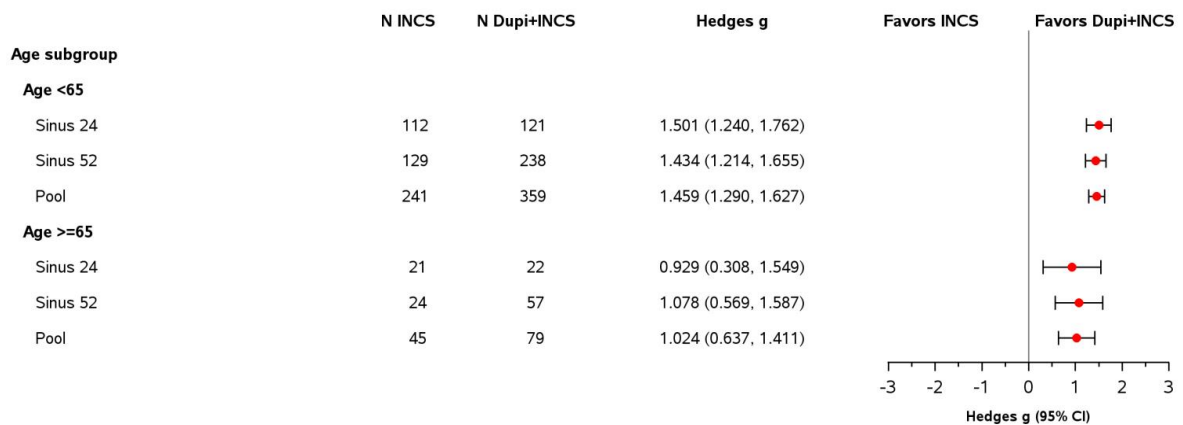 N INCS N Dupi+INCS Hedges g Favors INCS Favors Dupi+INCS
Age subgroup
Age <65
Sinus 24 112 121 1.501 (1.240, 1.762)
Sinus 52 129 238 1.434 (1.214, 1.655)
Pool 241 359 1.459 (1.290, 1.627)
Age >=65
Sinus 24 21 22 0.929 (0.308, 1.549)
Sinus 52 24 57 1.078 (0.569, 1.587)
Pool 45 79 1.024 (0.637, 1.411)
-3 -2 -1 0 1 2 3
Hedges g (95% CI)